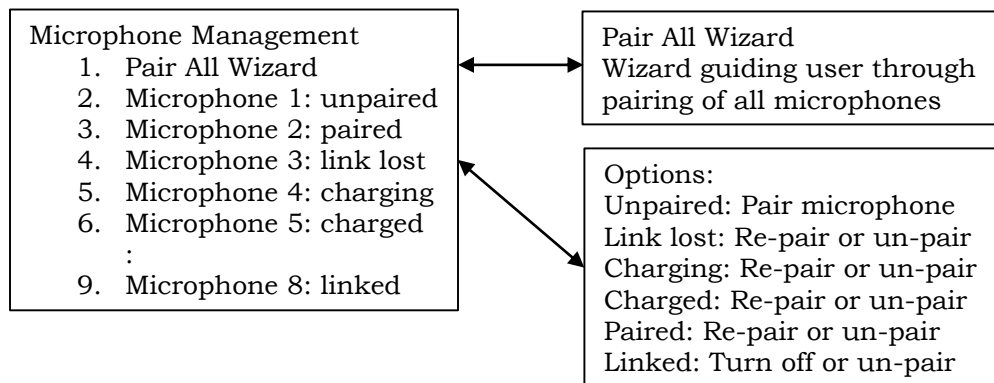 Microphone Management
1. Pair All Wizard
2. Microphone 1: unpaired
3. Microphone 2: paired
4. Microphone 3: link lost
5. Microphone 4: charging
6. Microphone 5: charged
:
9. Microphone 8: linked
Pair All Wizard
Wizard guiding user through
pairing of all microphones
Options:
Unpaired: Pair microphone
Link lost: Re-pair or un-pair
Charging: Re-pair or un-pair
Charged: Re-pair or un-pair
Paired: Re-pair or un-pair
Linked: Turn off or un-pair